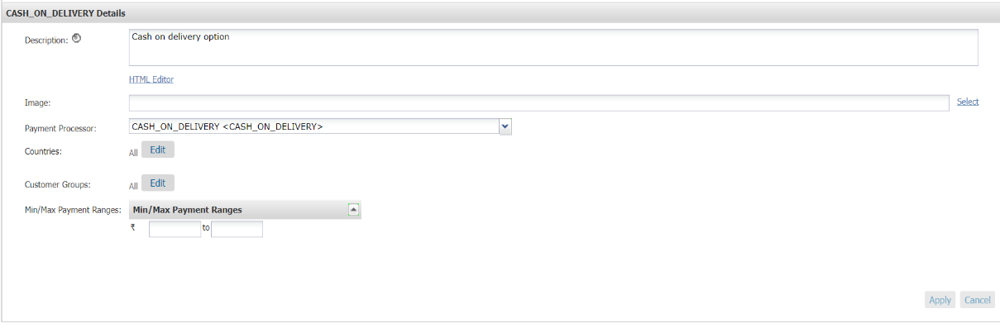 CASH_ON_DELIVERY Details
Description:
Cash on delivery option
HTML Editor
Image:
Select
Payment Processor:
CASH_ON_DELIVERY <CASH_ON_DELIVERY>
Countries:
All Edit
Customer Groups:
All Edit
Min/Max Payment Ranges:
Min/Max Payment Ranges
₹ to
Apply Cancel